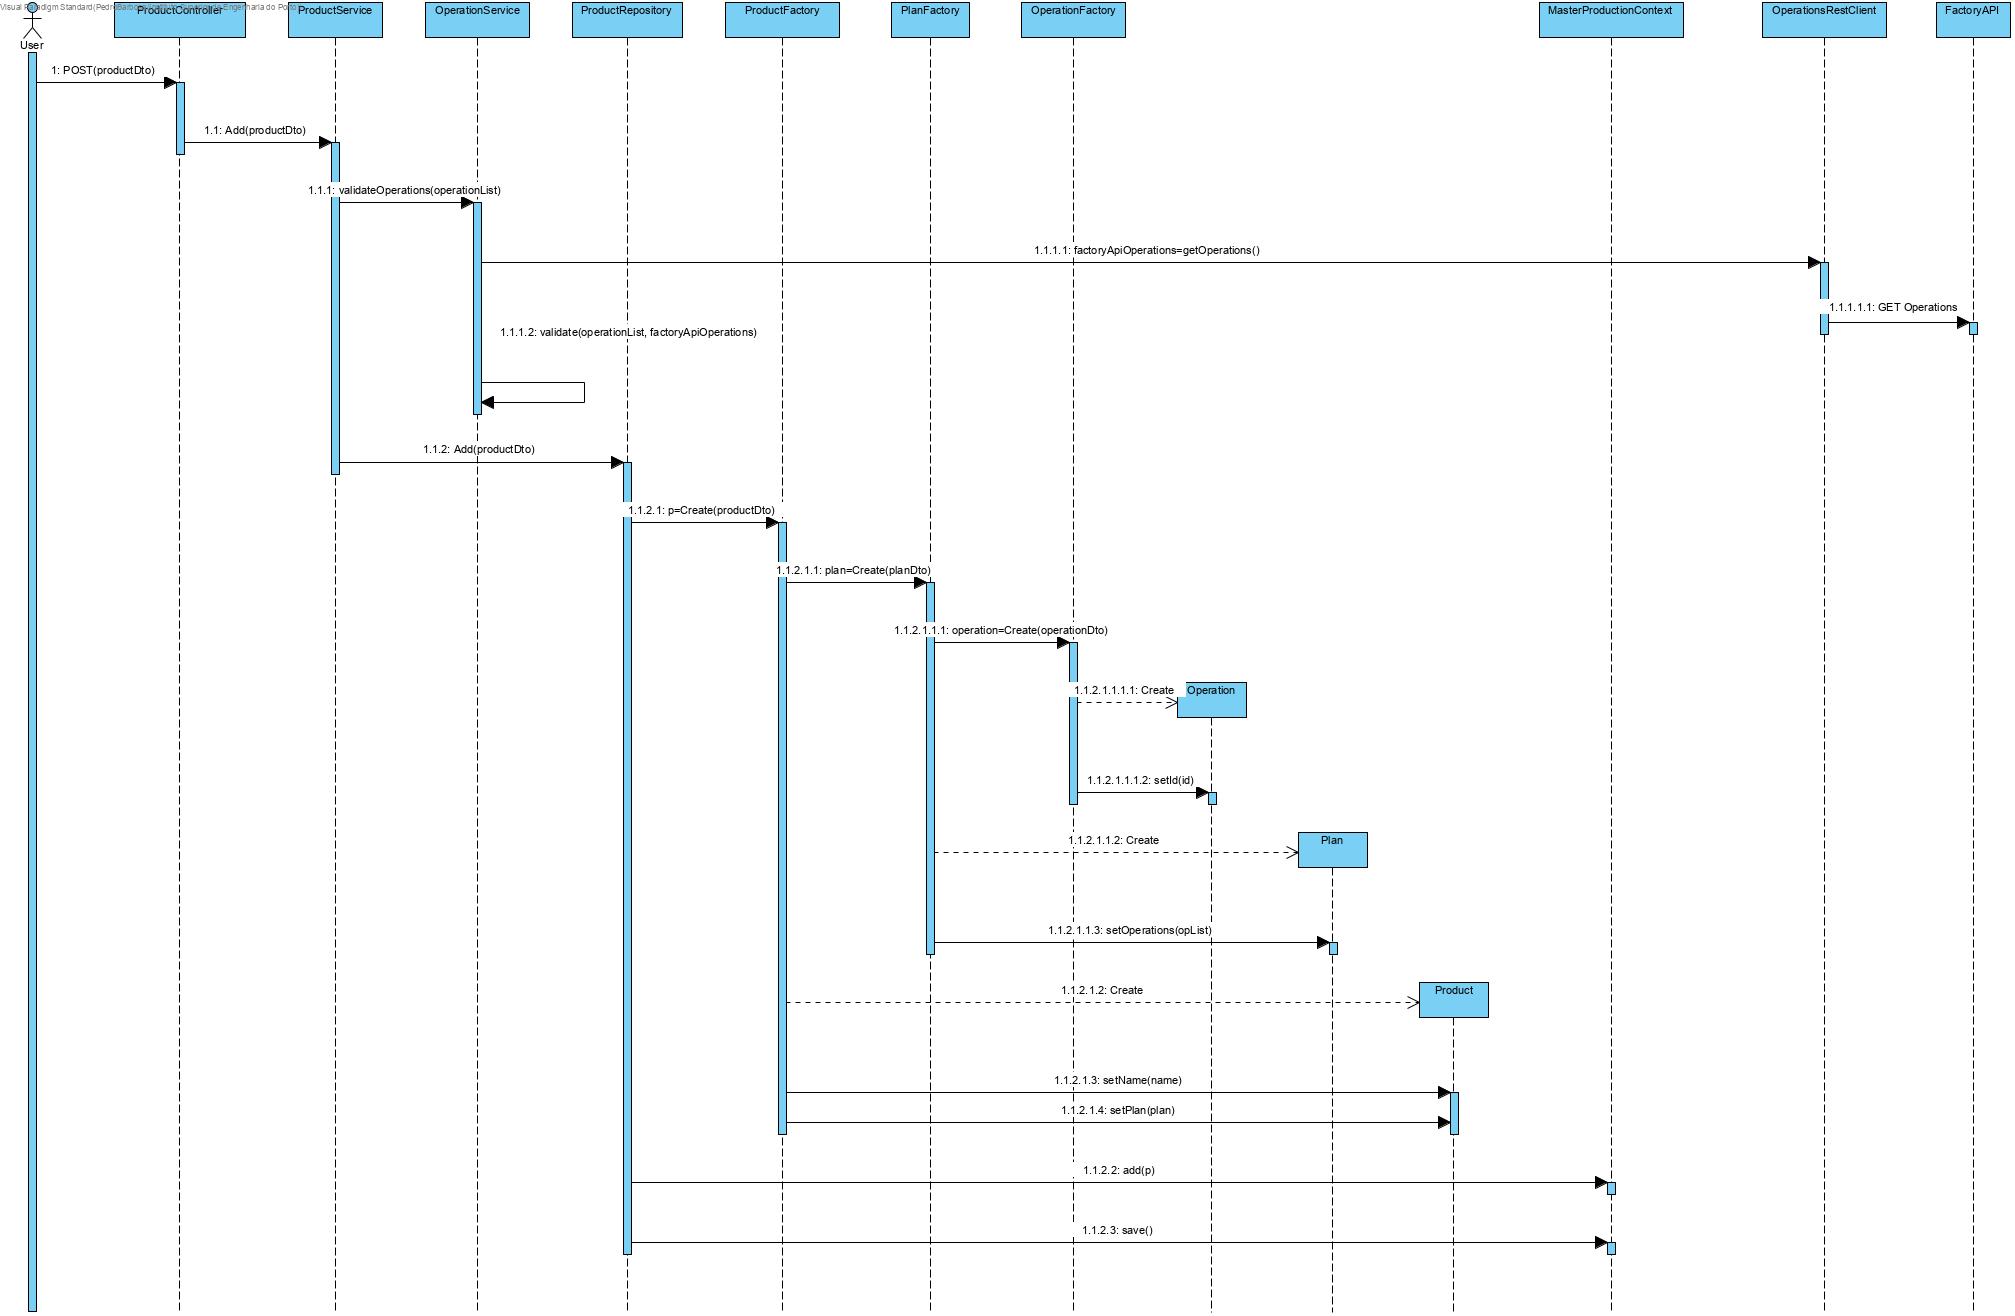 Visual Paradigm Standard(Pedro Barbosa(Instituto Superior de Engenharia do Porto))
ProductController
ProductService
OperationService
ProductRepository
ProductFactory
PlanFactory
OperationFactory
MasterProductionContext
OperationsRestClient
FactoryAPI
User
1: POST(productDto)
1.1: Add(productDto)
1.1.1: validateOperations(operationList)
1.1.1.1: factoryApiOperations=getOperations()
1.1.1.1.1: GET Operations
1.1.1.2: validate(operationList, factoryApiOperations)
1.1.2: Add(productDto)
1.1.2.1: p=Create(productDto)
1.1.2.1.1: plan=Create(planDto)
1.1.2.1.1.1: operation=Create(operationDto)
1.1.2.1.1.1.1: Create
Operation
1.1.2.1.1.1.2: setId(id)
1.1.2.1.1.2: Create
Plan
1.1.2.1.1.3: setOperations(opList)
1.1.2.1.2: Create
Product
1.1.2.1.3: setName(name)
1.1.2.1.4: setPlan(plan)
1.1.2.2: add(p)
1.1.2.3: save()